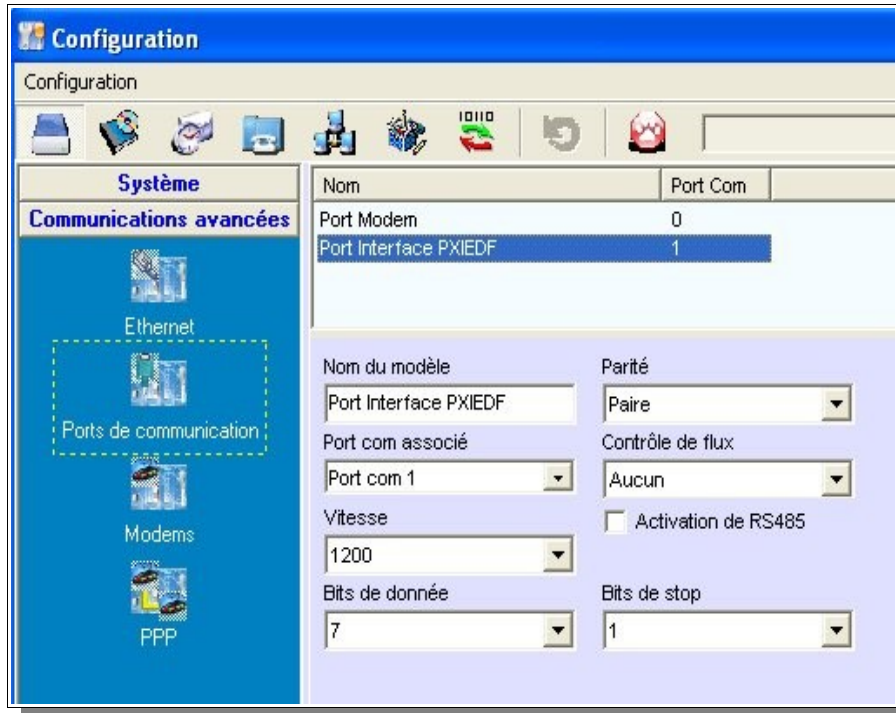 Configuration
Configuration
10110
Système
Communications avancées
Ethernet
Ports de communication
Modems
PPP
Nom Port Com
Port Modem 0
Port Interface PXIEDF 1
Nom du modèle Parité
Port Interface PXIEDF Paire
Port com associé Contrôle de flux
Port com 1 Aucun
Vitesse Activation de RS485
1200
Bits de donnée Bits de stop
7 1